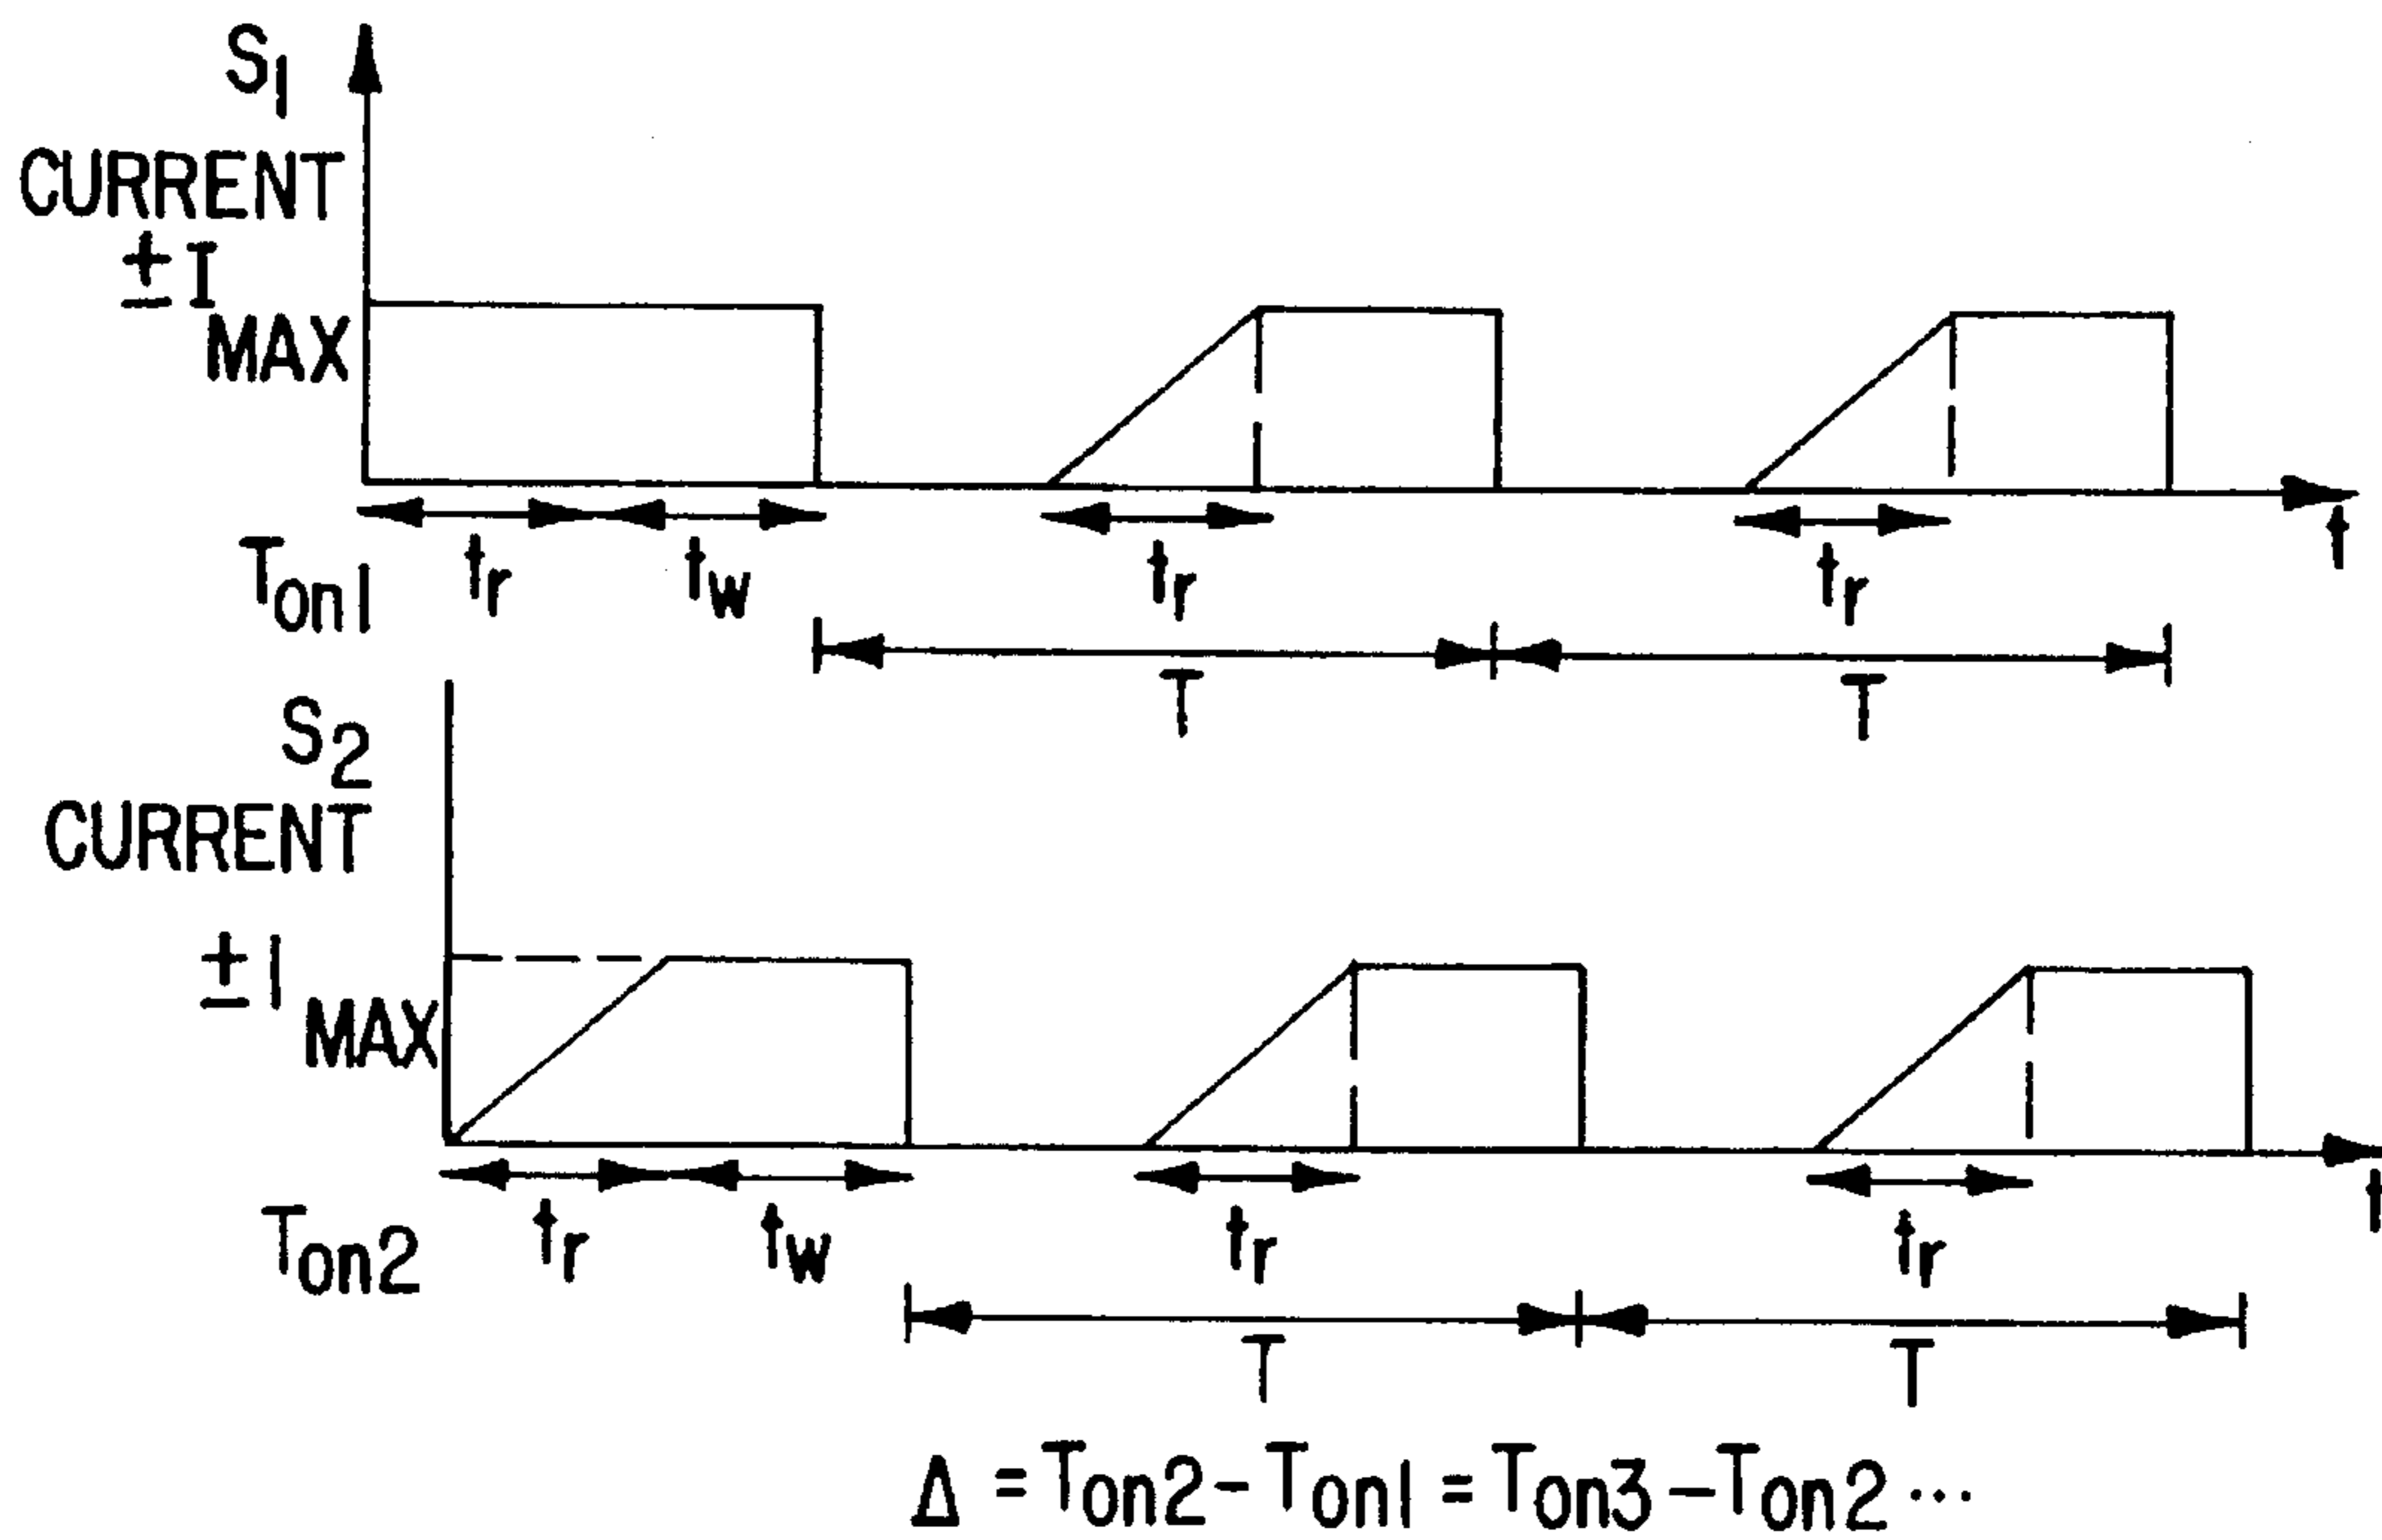 S1
CURRENT
±I
MAX
Ton1 tr tw tr tr t
T T
S2
CURRENT
±I
MAX
Ton2 tr tw tr tr t
T T
Δ = Ton2 - Ton1 = Ton3 - Ton2 ...